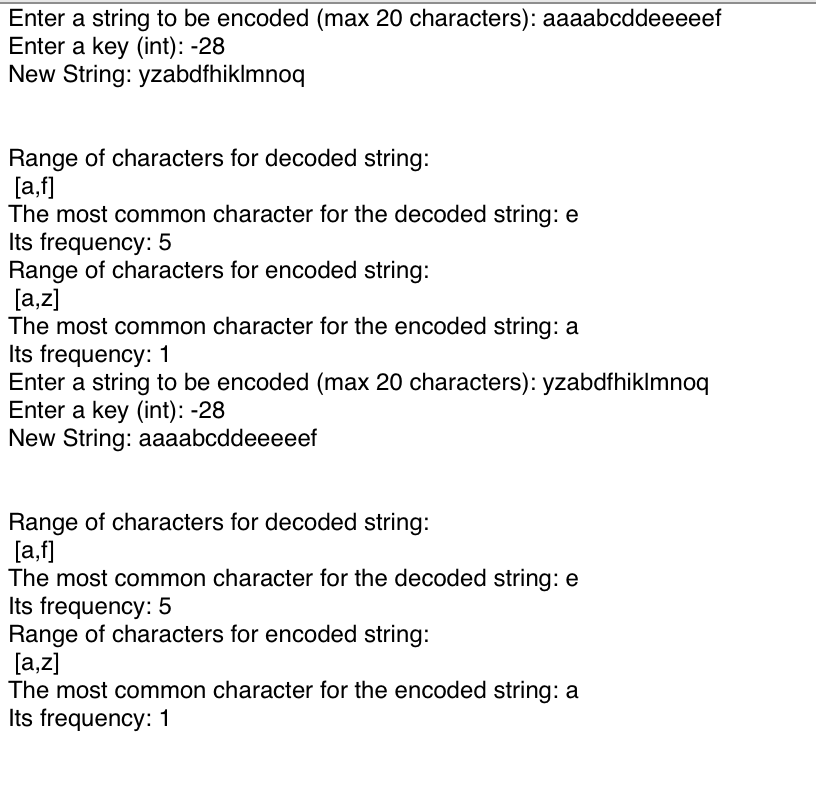 Enter a string to be encoded (max 20 characters): aaaabcddeeeeef
Enter a key (int): -28
New String: yzabdfhiklmnoq
Range of characters for decoded string:
[a,f]
The most common character for the decoded string: e
Its frequency: 5
Range of characters for encoded string:
[a,z]
The most common character for the encoded string: a
Its frequency: 1
Enter a string to be encoded (max 20 characters): yzabdfhiklmnoq
Enter a key (int): -28
New String: aaaabcddeeeeef
Range of characters for decoded string:
[a,f]
The most common character for the decoded string: e
Its frequency: 5
Range of characters for encoded string:
[a,z]
The most common character for the encoded string: a
Its frequency: 1